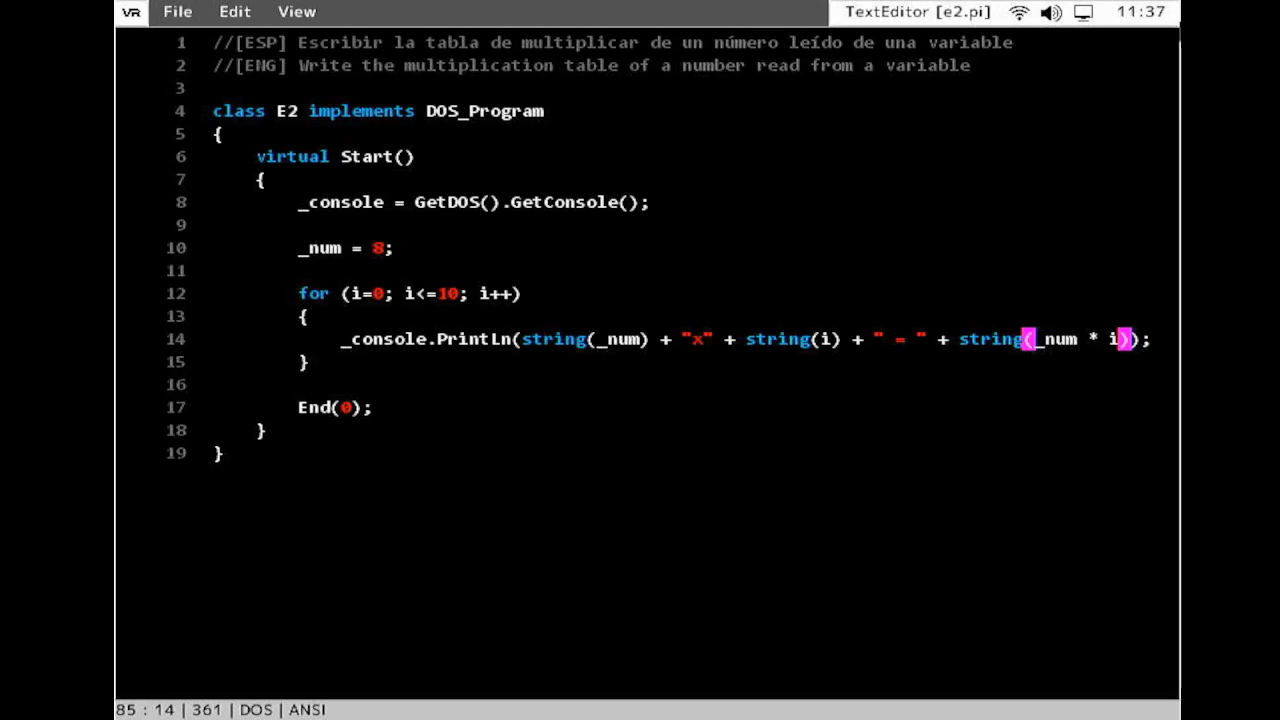 VR File Edit View TextEditor [e2.pi] 11:37
1 //[ESP] Escribir la tabla de multiplicar de un número leído de una variable
2 //[ENG] Write the multiplication table of a number read from a variable
3
4 class E2 implements DOS_Program
5 {
6 virtual Start()
7 {
8 _console = GetDOS().GetConsole();
9
10 _num = 8;
11
12 for (i=0; i<=10; i++)
13 {
14 _console.PrintLn(string(_num) + "x" + string(i) + " = " + string(_num * i));
15 }
16
17 End(0);
18 }
19 }
85 : 14 | 361 | DOS | ANSI